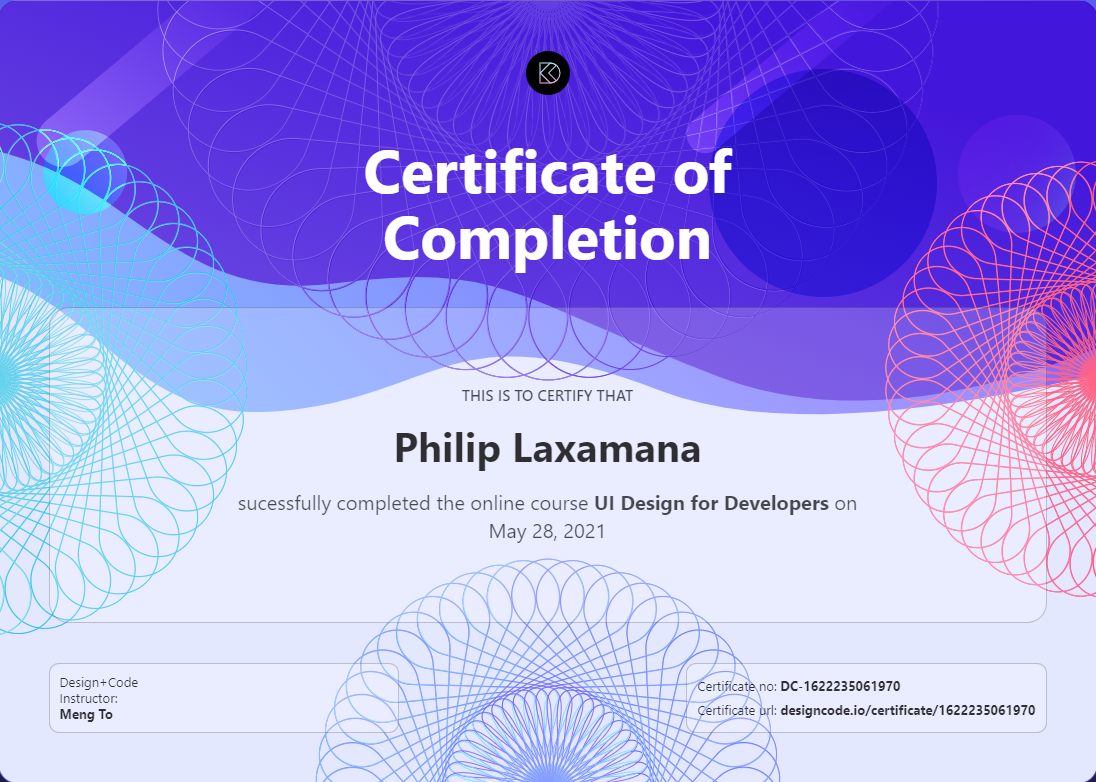 Certificate of
Completion
THIS IS TO CERTIFY THAT
Philip Laxamana
sucessfully completed the online course UI Design for Developers on
May 28, 2021
Design+Code
Instructor:
Meng To
Certificate no: DC-1622235061970
Certificate url: designcode.io/certificate/1622235061970